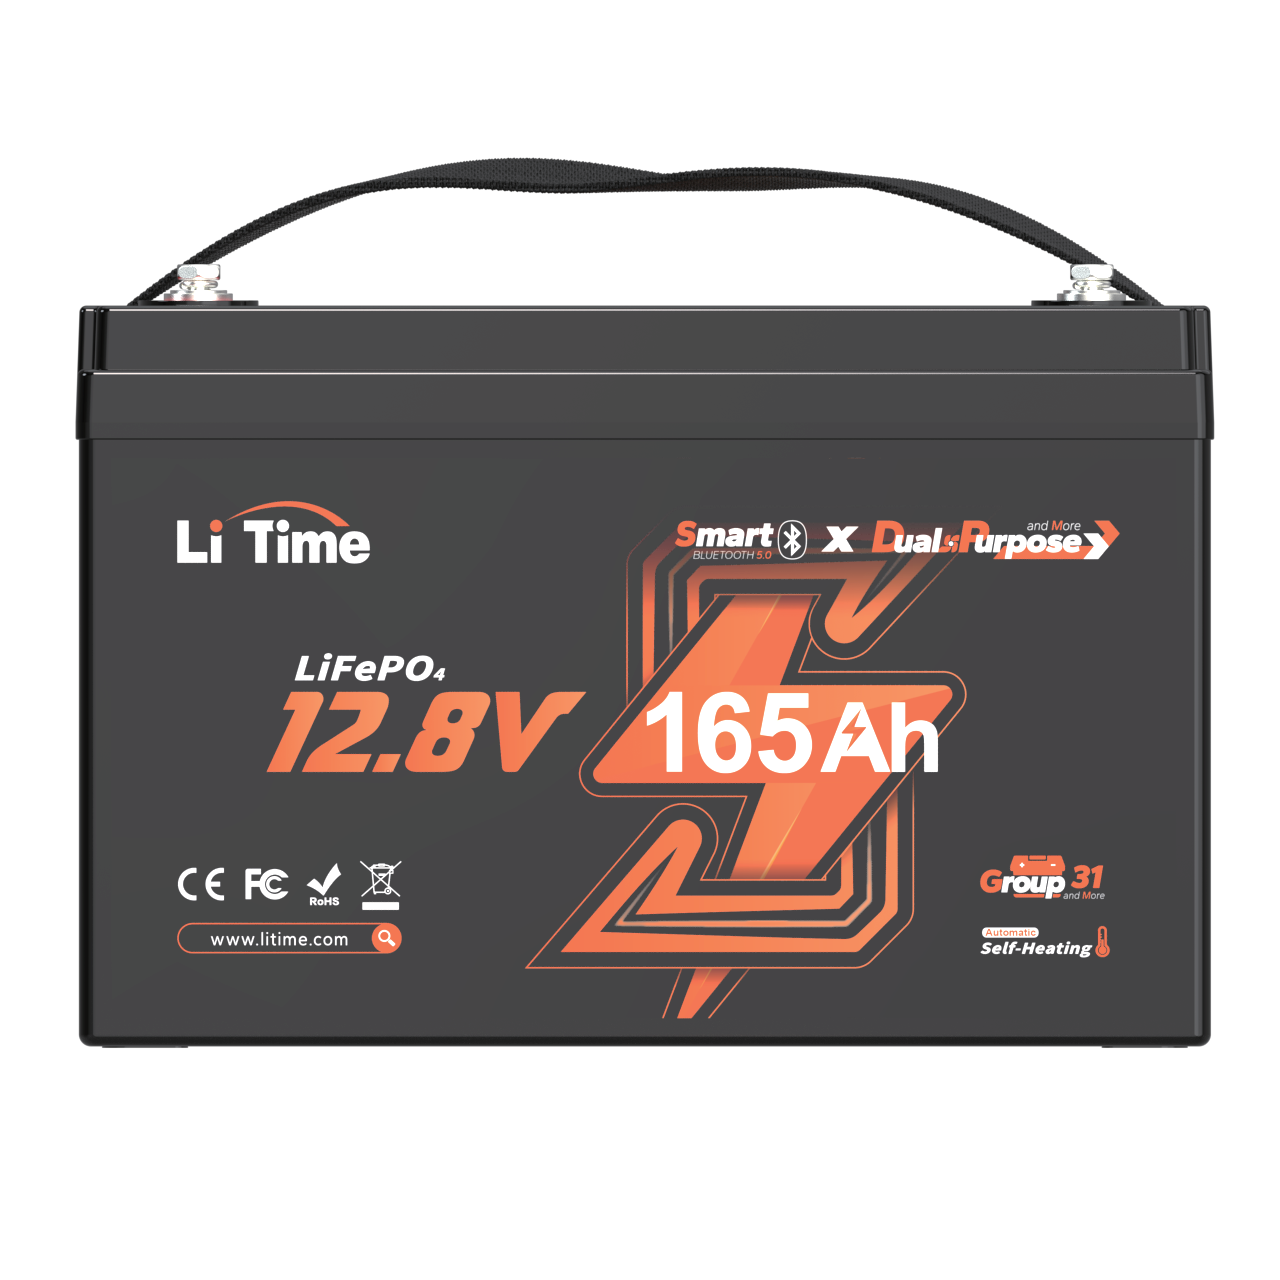 Li Time
Smart X Dual Purpose and More
BLUETOOTH 5.0
LiFePO₄
12.8V
165Ah
CE FC RoHS
www.litime.com
Group 31
and More
Automatic
Self-Heating